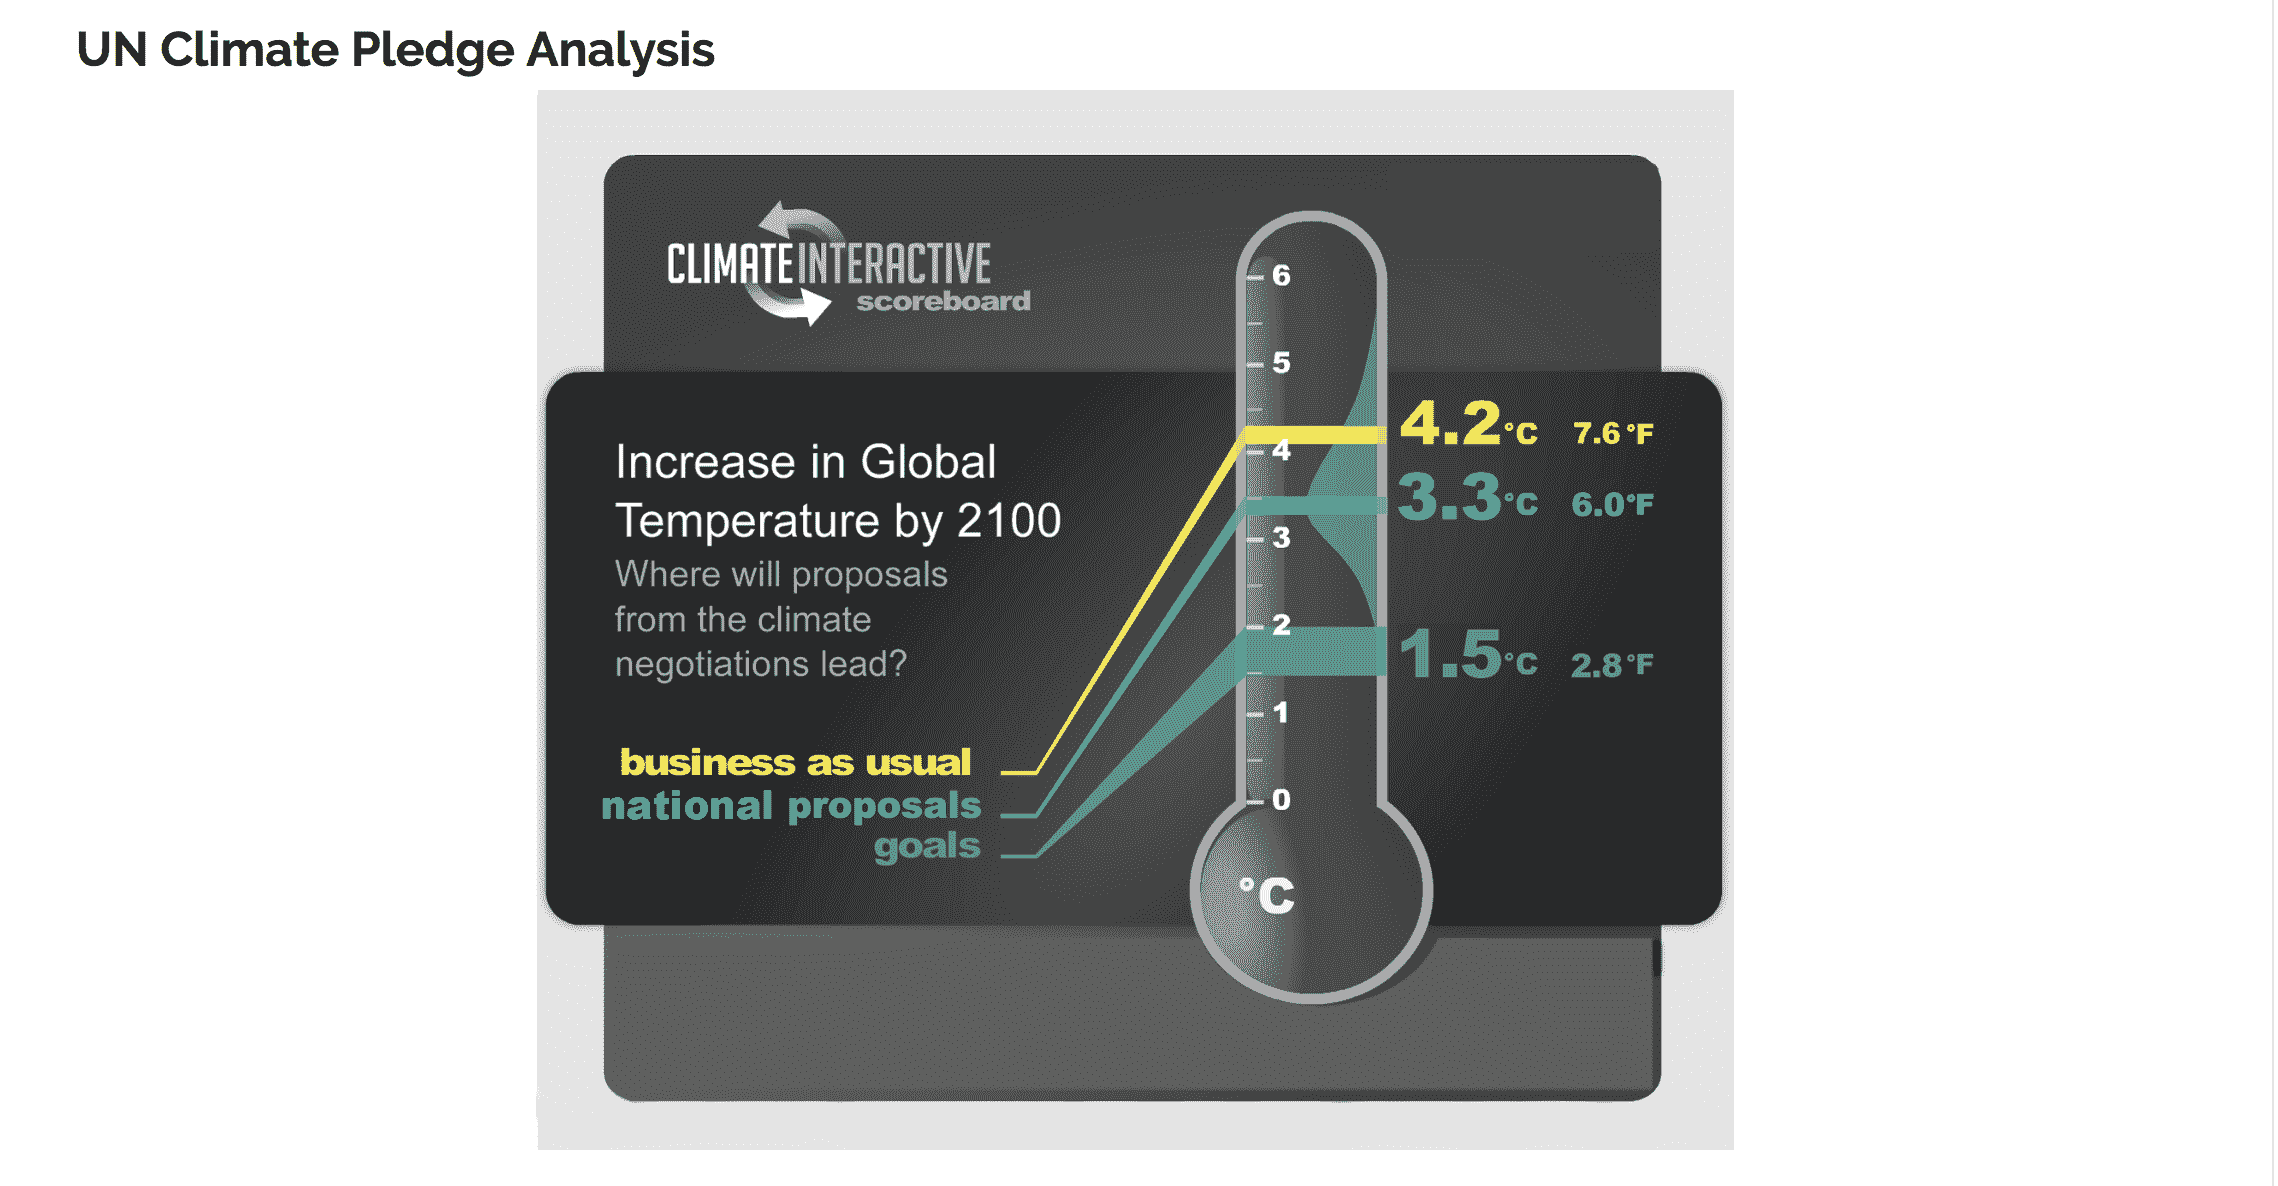 UN Climate Pledge Analysis
CLIMATEINTERACTIVE
scoreboard
Increase in Global
Temperature by 2100
Where will proposals
from the climate
negotiations lead?
business as usual
national proposals
goals
6
5
4
3
2
1
0
°C
4.2°C 7.6°F
3.3°C 6.0°F
1.5°C 2.8°F